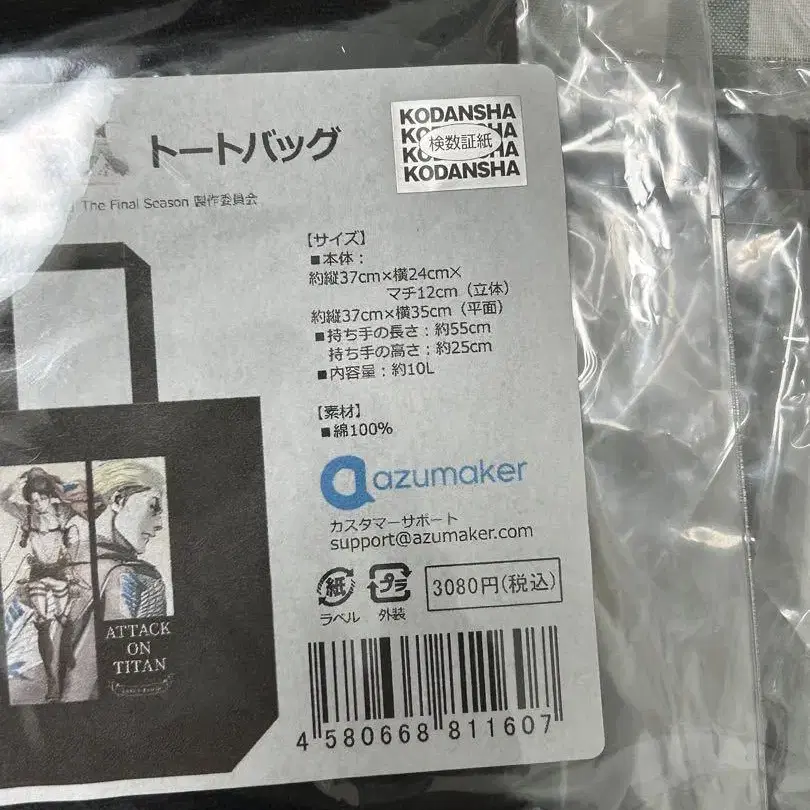 トートバッグ
KODANSHA
検数証紙
KODANSHA
The Final Season 製作委員会
【サイズ】
■本体：
約縦37cm×横24cm×
マチ12cm（立体）
約縦37cm×横35cm（平面）
■持ち手の長さ：約55cm
持ち手の高さ：約25cm
■内容量：約10L
【素材】
■綿100%
azumaker
カスタマーサポート
support@azumaker.com
紙
ラベル
プラ
外装
3080円(税込)
ATTACK
ON
TITAN
4 580668 811607